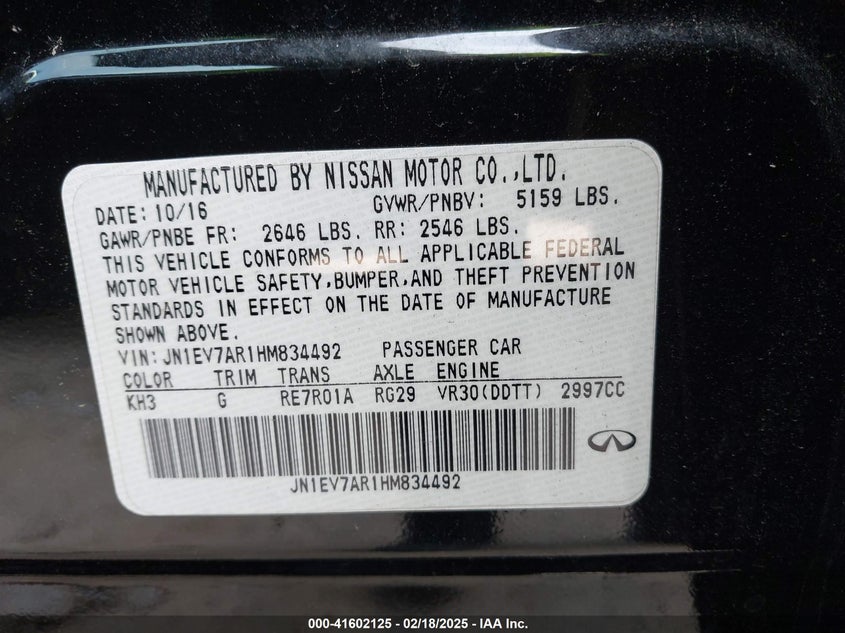 MANUFACTURED BY NISSAN MOTOR CO.,LTD.
DATE: 10/16 GVWR/PNBV: 5159 LBS.
GAWR/PNBE FR: 2646 LBS. RR: 2546 LBS.
THIS VEHICLE CONFORMS TO ALL APPLICABLE FEDERAL
MOTOR VEHICLE SAFETY,BUMPER,AND THEFT PREVENTION
STANDARDS IN EFFECT ON THE DATE OF MANUFACTURE
SHOWN ABOVE.
VIN: JN1EV7AR1HM834492 PASSENGER CAR
COLOR TRIM TRANS AXLE ENGINE
KH3 G RE7R01A RG29 VR30(DDTT) 2997CC
JN1EV7AR1HM834492
000-41602125 - 02/18/2025 - IAA Inc.